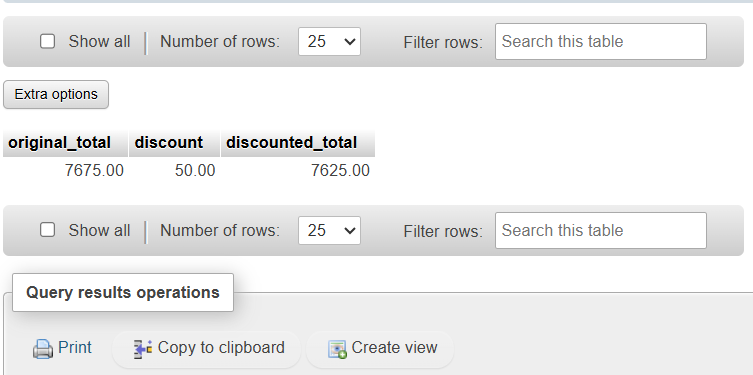 Show all Number of rows: 25 Filter rows: Search this table
Extra options
original_total discount discounted_total
7675.00 50.00 7625.00
Show all Number of rows: 25 Filter rows: Search this table
Query results operations
Print Copy to clipboard Create view